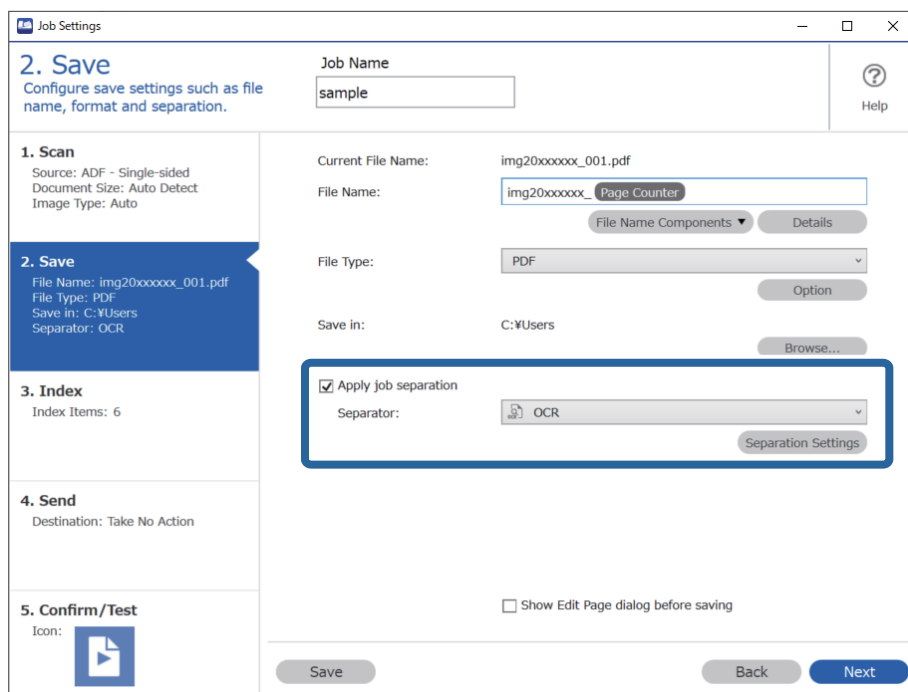 Job Settings
2. Save
Configure save settings such as file
name, format and separation.
Job Name
sample
Help
1. Scan
Source: ADF - Single-sided
Document Size: Auto Detect
Image Type: Auto
2. Save
File Name: img20xxxxxx_001.pdf
File Type: PDF
Save in: C:¥Users
Separator: OCR
3. Index
Index Items: 6
4. Send
Destination: Take No Action
5. Confirm/Test
Icon:
Current File Name: img20xxxxxx_001.pdf
File Name: img20xxxxxx_ Page Counter
File Name Components ▼ Details
File Type: PDF
Option
Save in: C:¥Users
Browse...
Apply job separation
Separator: OCR
Separation Settings
Show Edit Page dialog before saving
Save Back Next